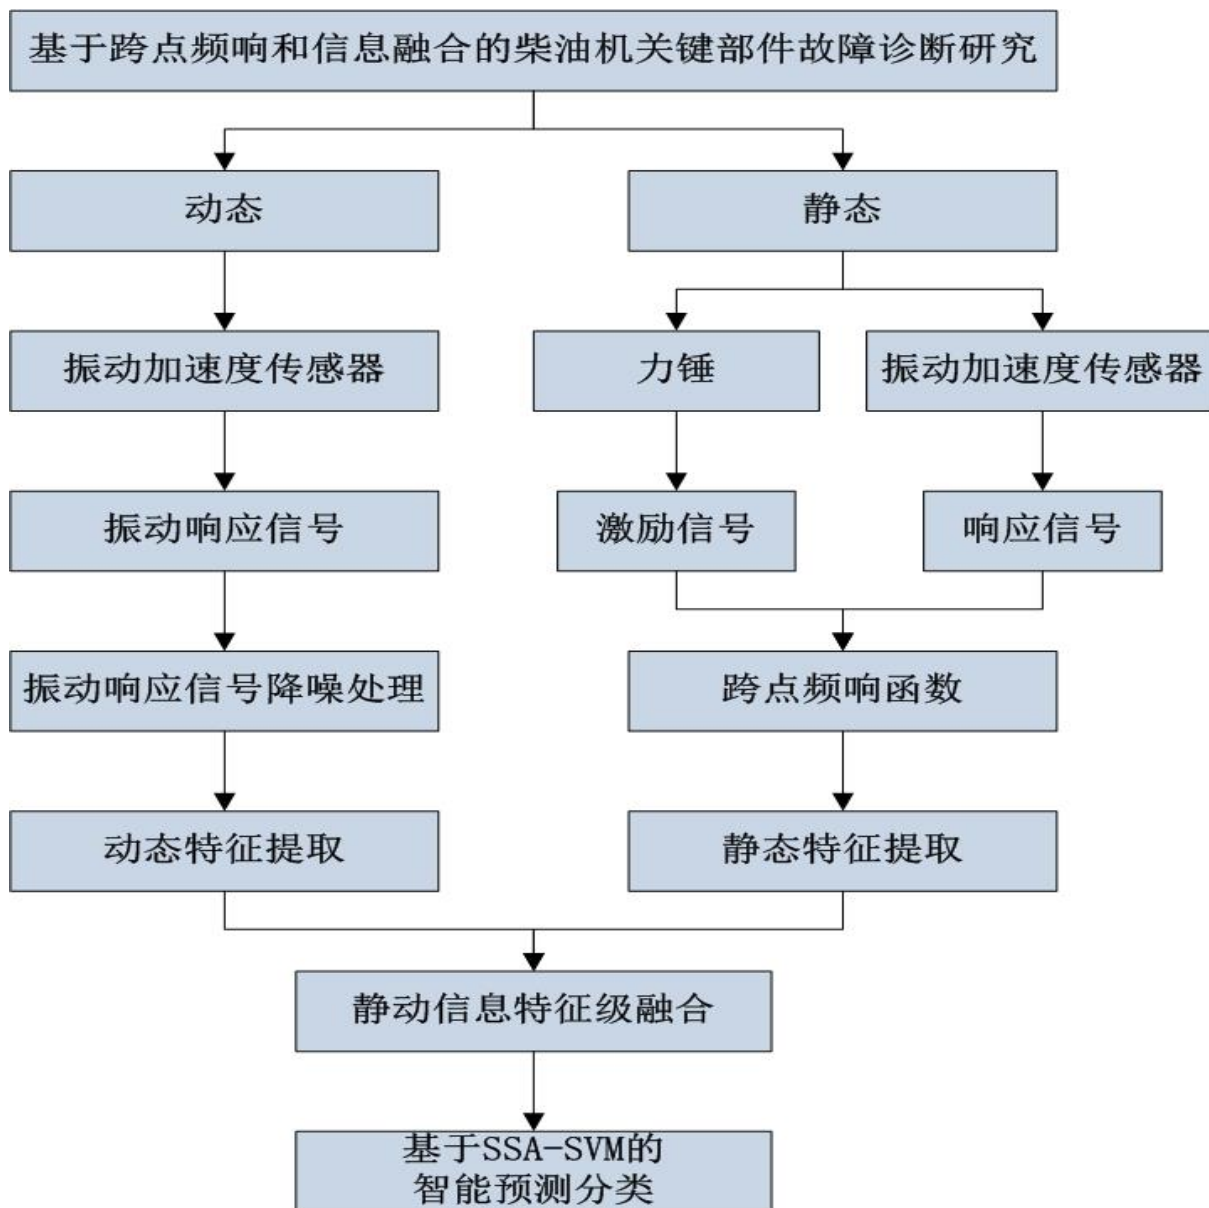 基于跨点频响和信息融合的柴油机关键部件故障诊断研究
动态
静态
振动加速度传感器
力锤
振动加速度传感器
振动响应信号
激励信号
响应信号
振动响应信号降噪处理
跨点频响函数
动态特征提取
静态特征提取
静动信息特征级融合
基于SSA-SVM的
智能预测分类